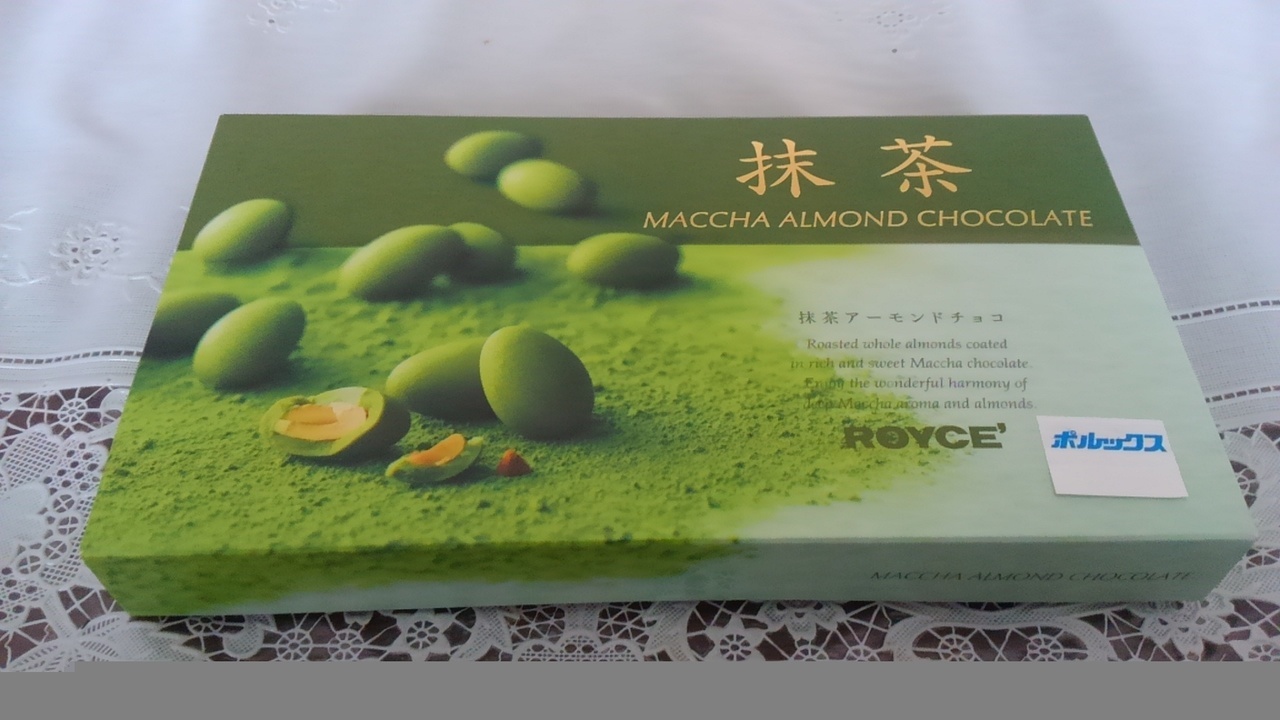 抹茶
MACCHA ALMOND CHOCOLATE
抹茶アーモンドチョコ
Roasted whole almonds coated
in rich and sweet Maccha chocolate.
Enjoy the wonderful harmony of
deep Maccha aroma and almonds.
ROYCE'
ポルックス
MACCHA ALMOND CHOCOLATE